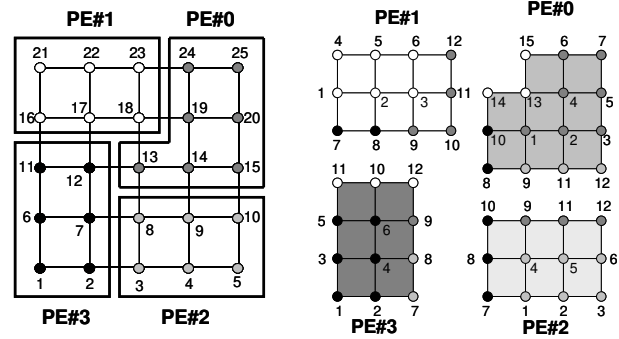 PE#1 PE#0
21 22 23 24 25
16 17 18 19 20
11 12 13 14 15
6 7 8 9 10
1 2 3 4 5
PE#3 PE#2
PE#1
4 5 6 12
1 2 3 11
7 8 9 10
PE#0
15 6 7
14 13 4 5
10 1 2 3
8 9 11 12
11 10 12
5 6 9
3 4 8
1 2 7
PE#3
10 9 11 12
8 4 5 6
7 1 2 3
PE#2